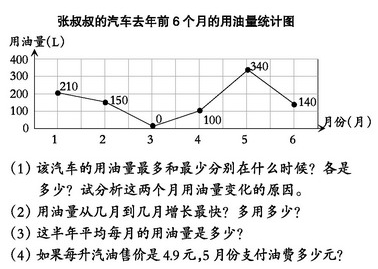 张叔叔的汽车去年前6个月的用油量统计图
用油量(L)
400
300
200
100
0
210
150
0
100
340
140
1 2 3 4 5 6 月份(月)
(1) 该汽车的用油量最多和最少分别在什么时候? 各是
多少? 试分析这两个月用油量变化的原因。
(2) 用油量从几月到几月增长最快? 多用多少?
(3) 这半年平均每月的用油量是多少?
(4) 如果每升汽油售价是4.9元,5月份支付油费多少元?